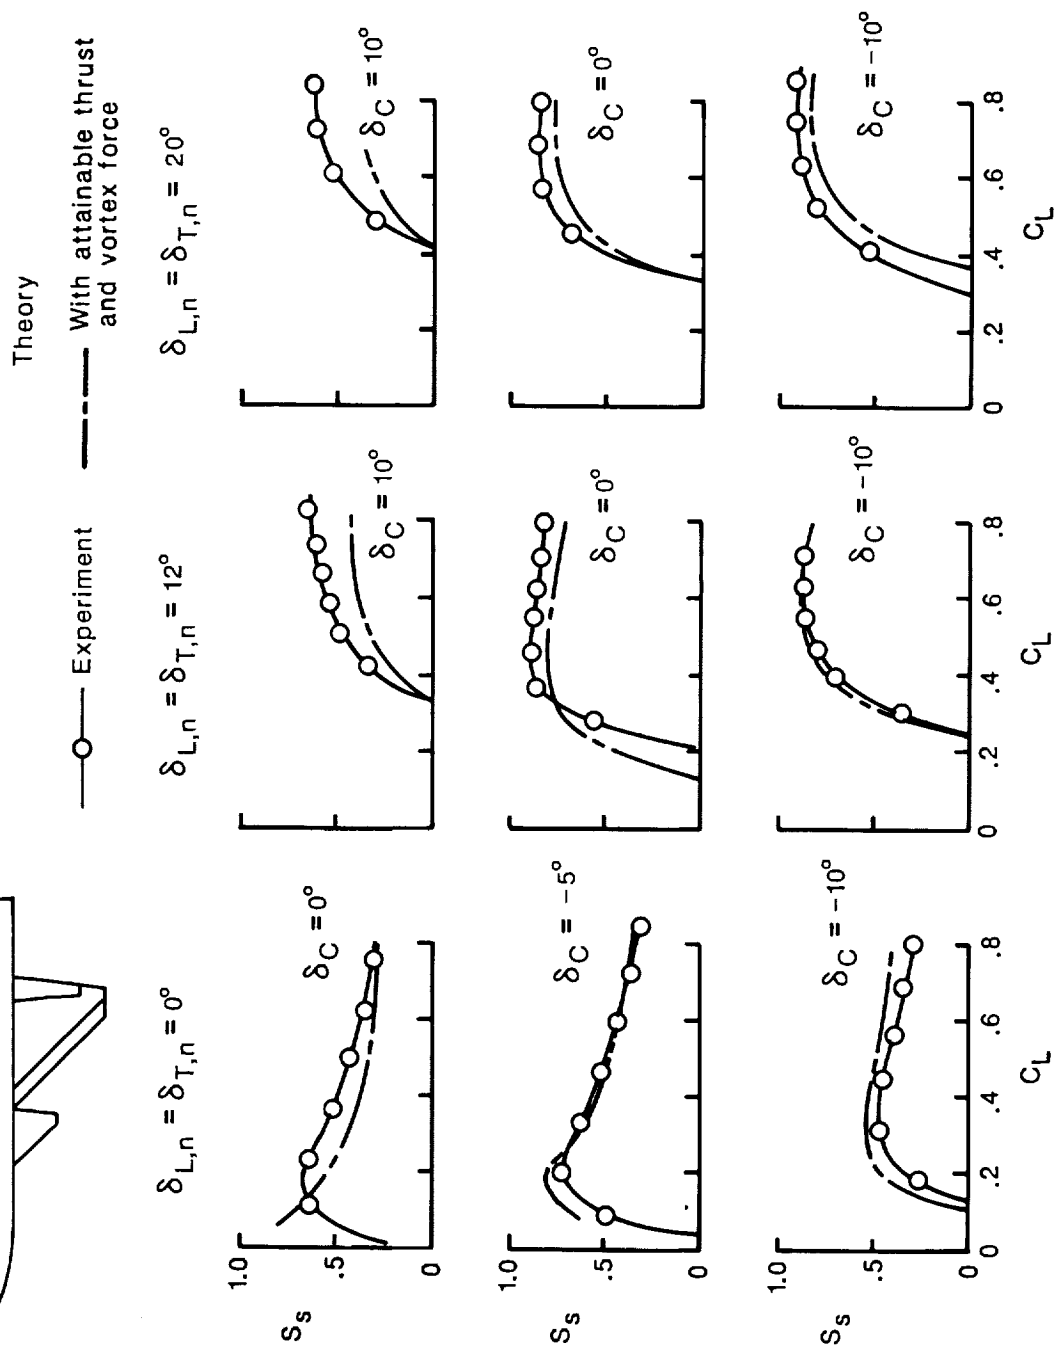 Theory
Experiment
With attainable thrust
and vortex force
δL,n = δT,n = 0°
δL,n = δT,n = 12°
δL,n = δT,n = 20°
1.0
Ss
.5
0
δC = 0°
δC = 10°
δC = 10°
1.0
Ss
.5
0
δC = −5°
δC = 0°
δC = 0°
1.0
Ss
.5
0
δC = −10°
δC = −10°
δC = −10°
0 .2 .4 .6 .8
0 .2 .4 .6 .8
0 .2 .4 .6 .8
CL
CL
CL